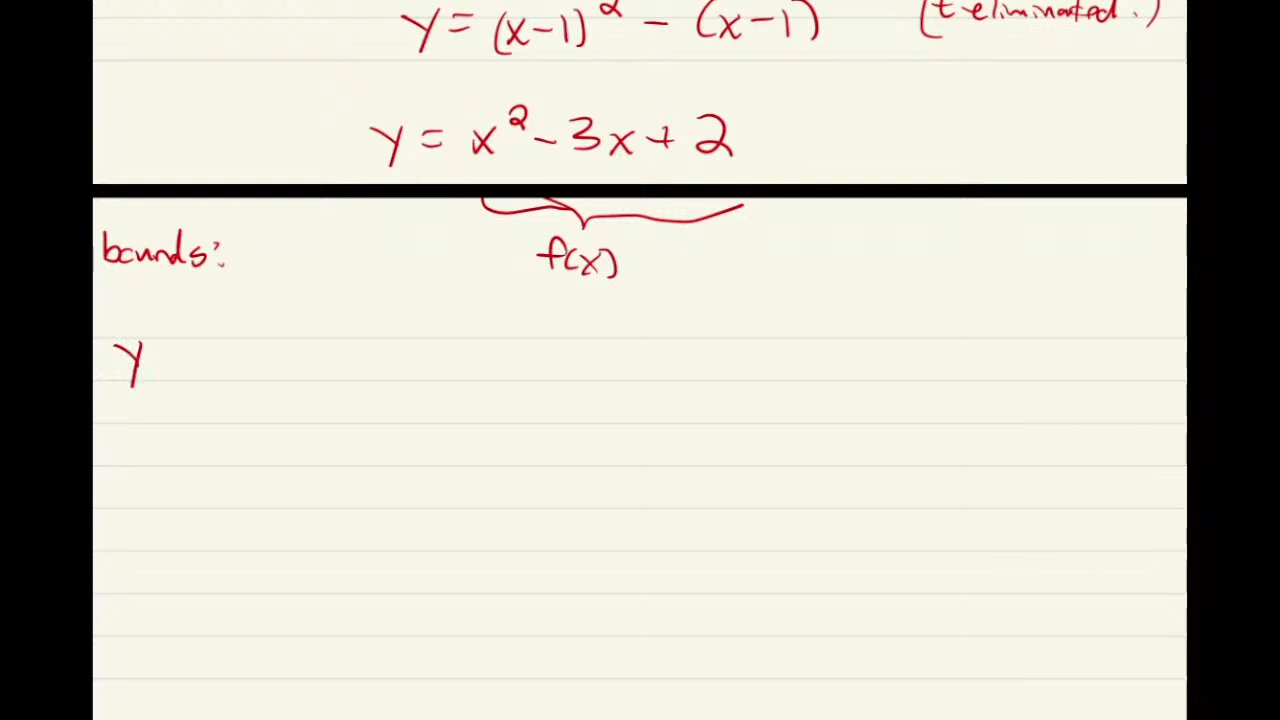 y = (x-1)² - (x-1) (t eliminated.)
y = x² - 3x + 2
bounds: f(x)
y